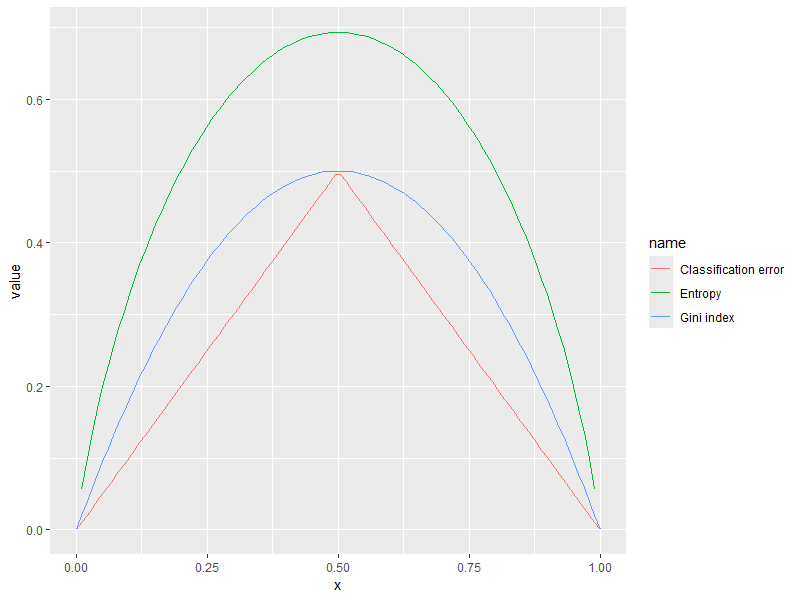 0.6
0.4
0.2
0.0
value
0.00 0.25 0.50 0.75 1.00
x
name
Classification error
Entropy
Gini index